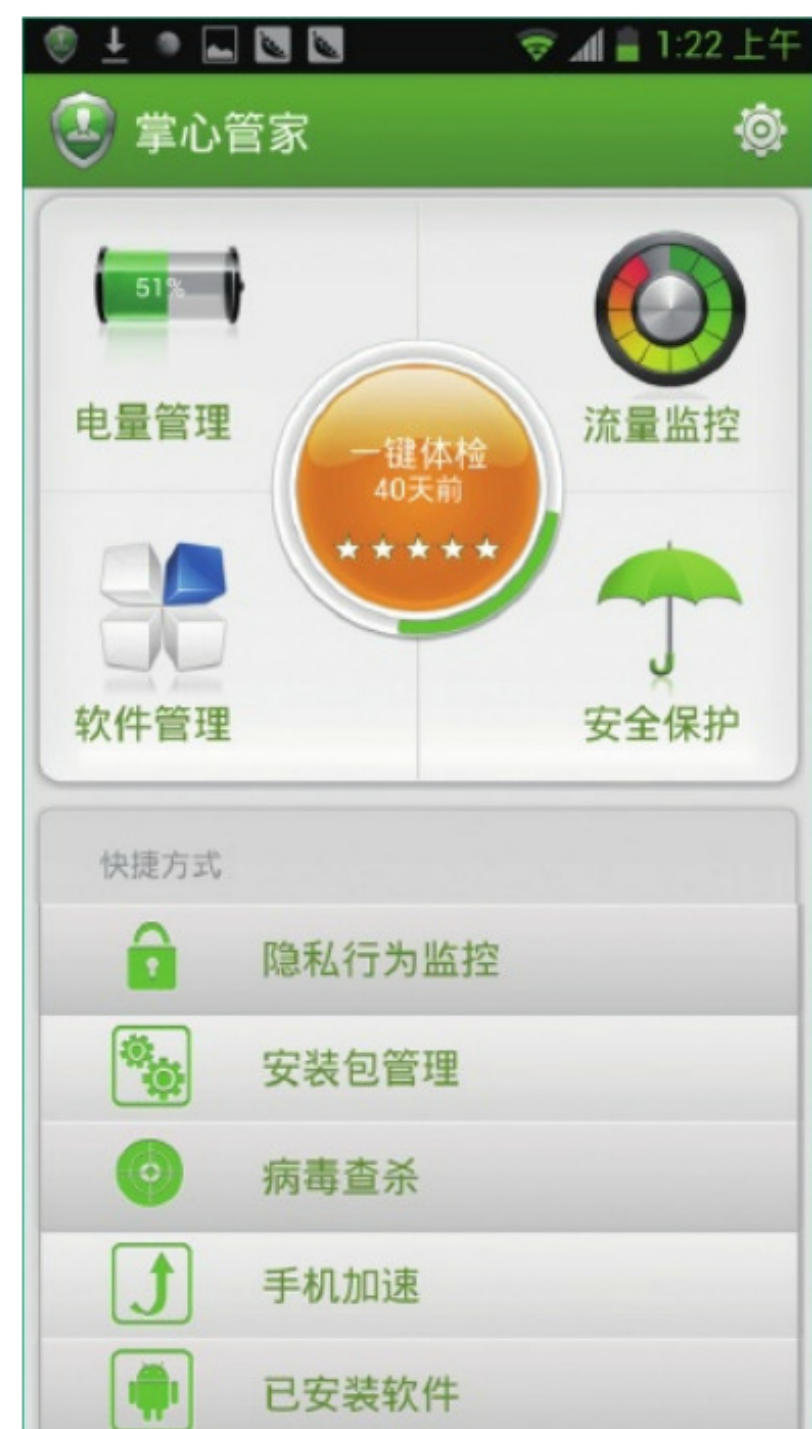 1:22 上午
掌心管家
51%
电量管理
流量监控
一键体检
40天前
软件管理
安全保护
快捷方式
隐私行为监控
安装包管理
病毒查杀
手机加速
已安装软件